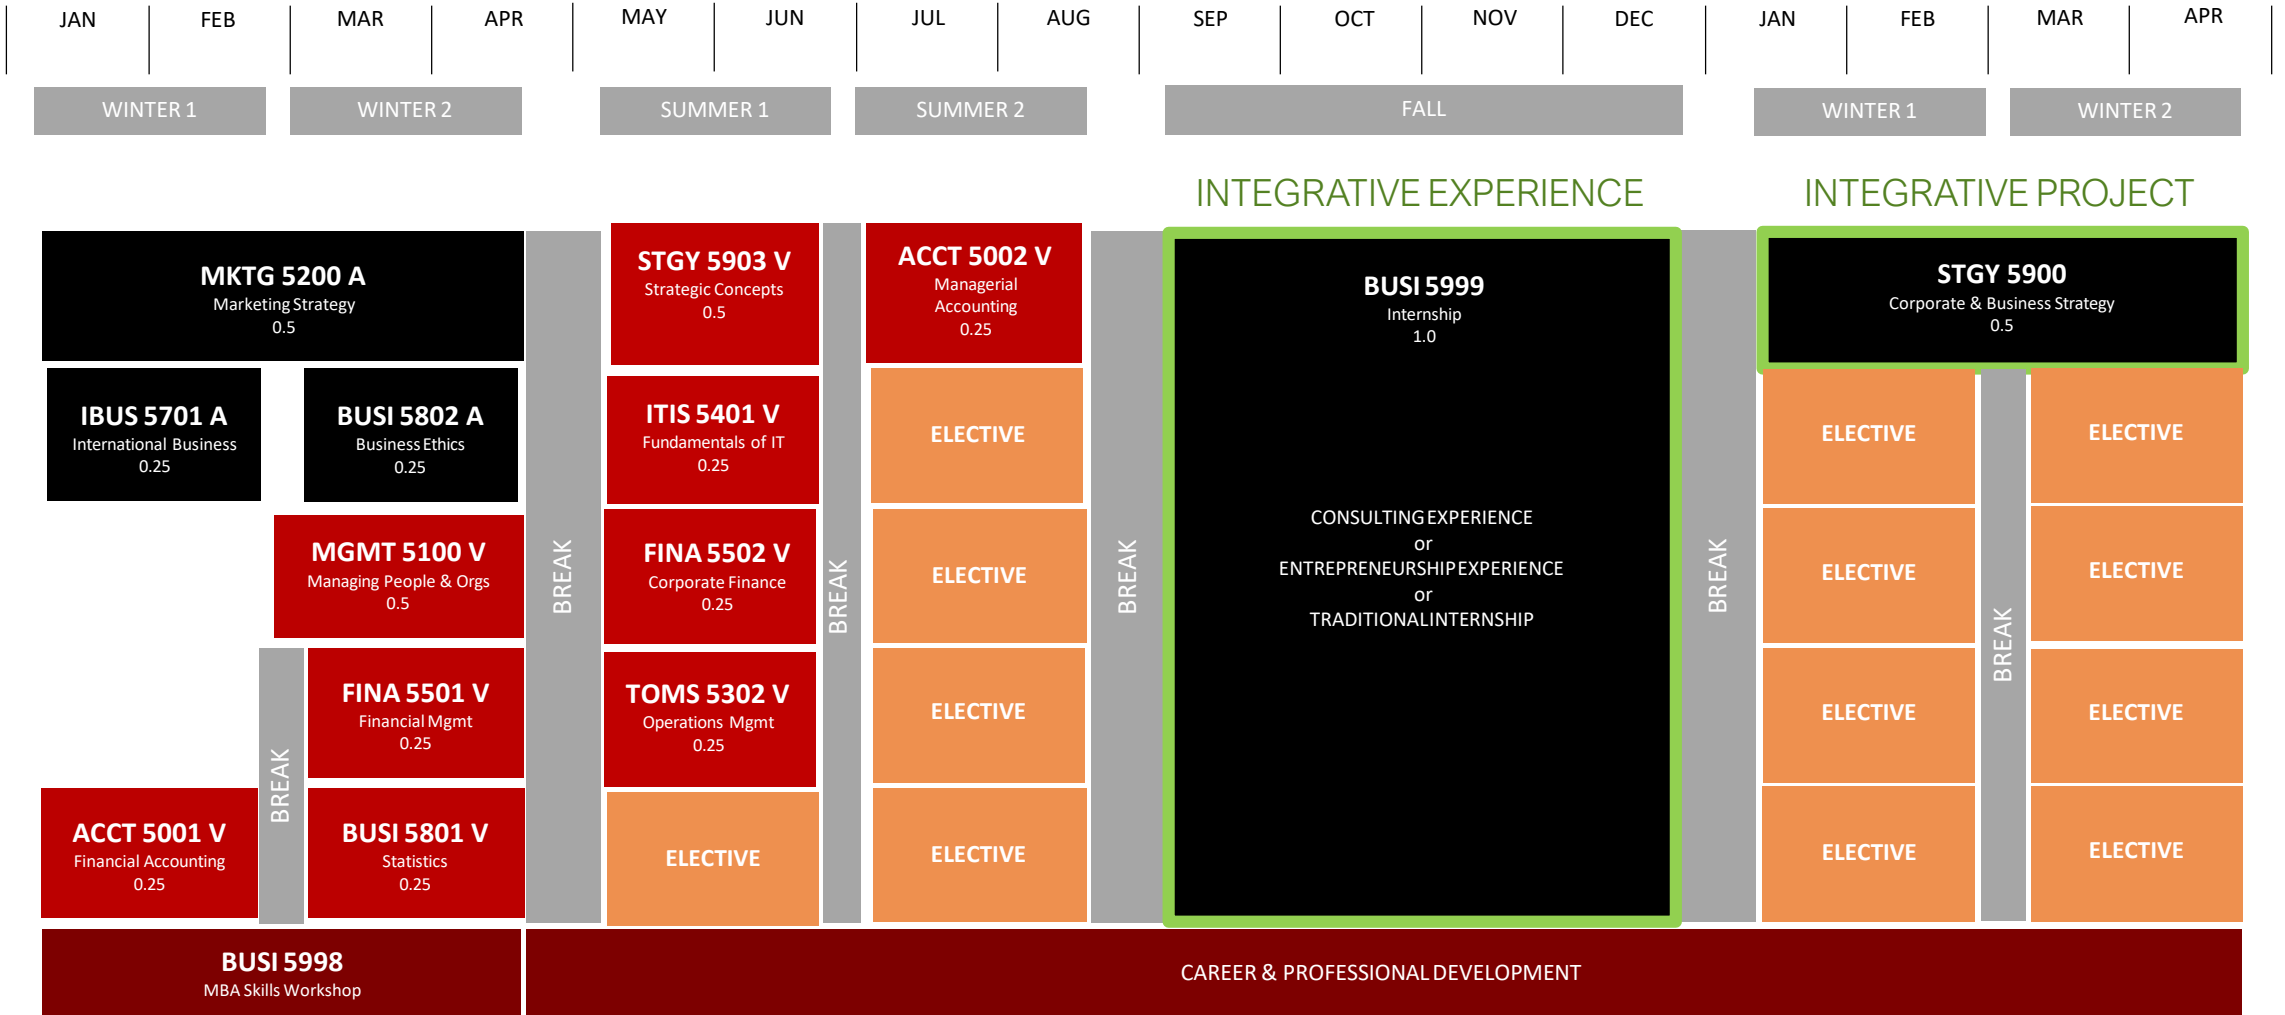 JAN
FEB
MAR
APR
MAY
JUN
JUL
AUG
SEP
OCT
NOV
DEC
JAN
FEB
MAR
APR
WINTER 1
WINTER 2
SUMMER 1
SUMMER 2
FALL
WINTER 1
WINTER 2
INTEGRATIVE EXPERIENCE
INTEGRATIVE PROJECT
MKTG 5200 A
Marketing Strategy
0.5
IBUS 5701 A
International Business
0.25
BUSI 5802 A
Business Ethics
0.25
MGMT 5100 V
Managing People & Orgs
0.5
FINA 5501 V
Financial Mgmt
0.25
BREAK
ACCT 5001 V
Financial Accounting
0.25
BUSI 5801 V
Statistics
0.25
BREAK
STGY 5903 V
Strategic Concepts
0.5
ITIS 5401 V
Fundamentals of IT
0.25
FINA 5502 V
Corporate Finance
0.25
TOMS 5302 V
Operations Mgmt
0.25
ELECTIVE
BREAK
ACCT 5002 V
Managerial
Accounting
0.25
ELECTIVE
ELECTIVE
ELECTIVE
ELECTIVE
BREAK
BUSI 5999
Internship
1.0
CONSULTING EXPERIENCE
or
ENTREPRENEURSHIP EXPERIENCE
or
TRADITIONAL INTERNSHIP
BREAK
STGY 5900
Corporate & Business Strategy
0.5
ELECTIVE
ELECTIVE
ELECTIVE
ELECTIVE
BREAK
ELECTIVE
ELECTIVE
ELECTIVE
ELECTIVE
BUSI 5998
MBA Skills Workshop
CAREER & PROFESSIONAL DEVELOPMENT